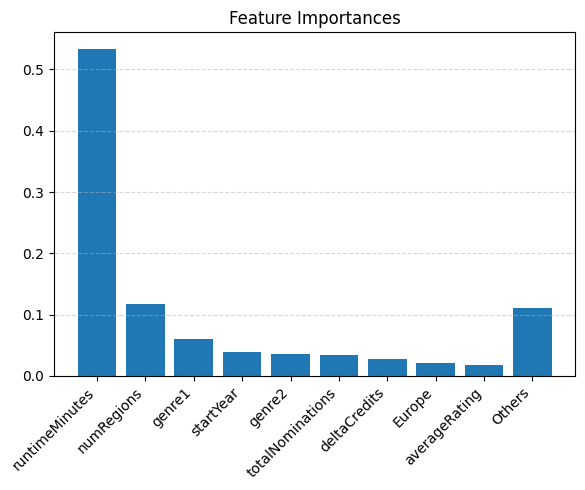 Feature Importances
0.5
0.4
0.3
0.2
0.1
0.0
runtimeMinutes
numRegions
genre1
startYear
genre2
totalNominations
deltaCredits
Europe
averageRating
Others